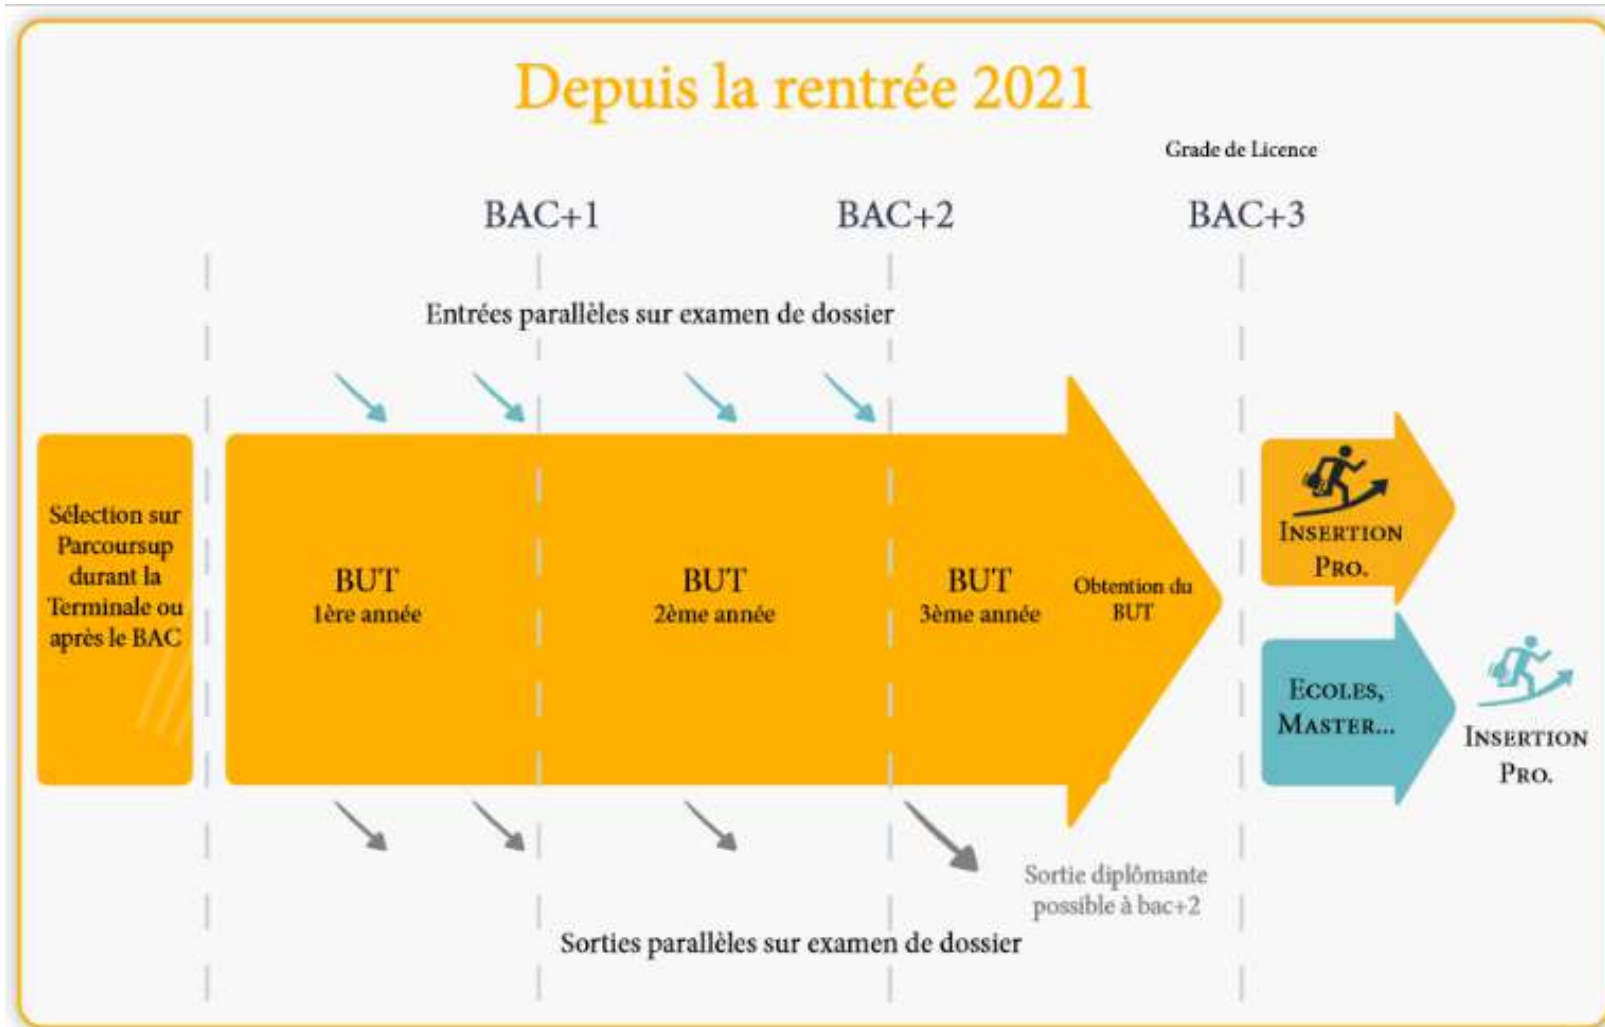 Depuis la rentrée 2021
Grade de Licence
BAC+1
BAC+2
BAC+3
Entrées parallèles sur examen de dossier
Sélection sur
Parcoursup
durant la
Terminale ou
après le BAC
BUT
1ère année
BUT
2ème année
BUT
3ème année
Obtention du
BUT
INSERTION
PRO.
ECOLES,
MASTER...
INSERTION
PRO.
Sortie diplômante
possible à bac+2
Sorties parallèles sur examen de dossier